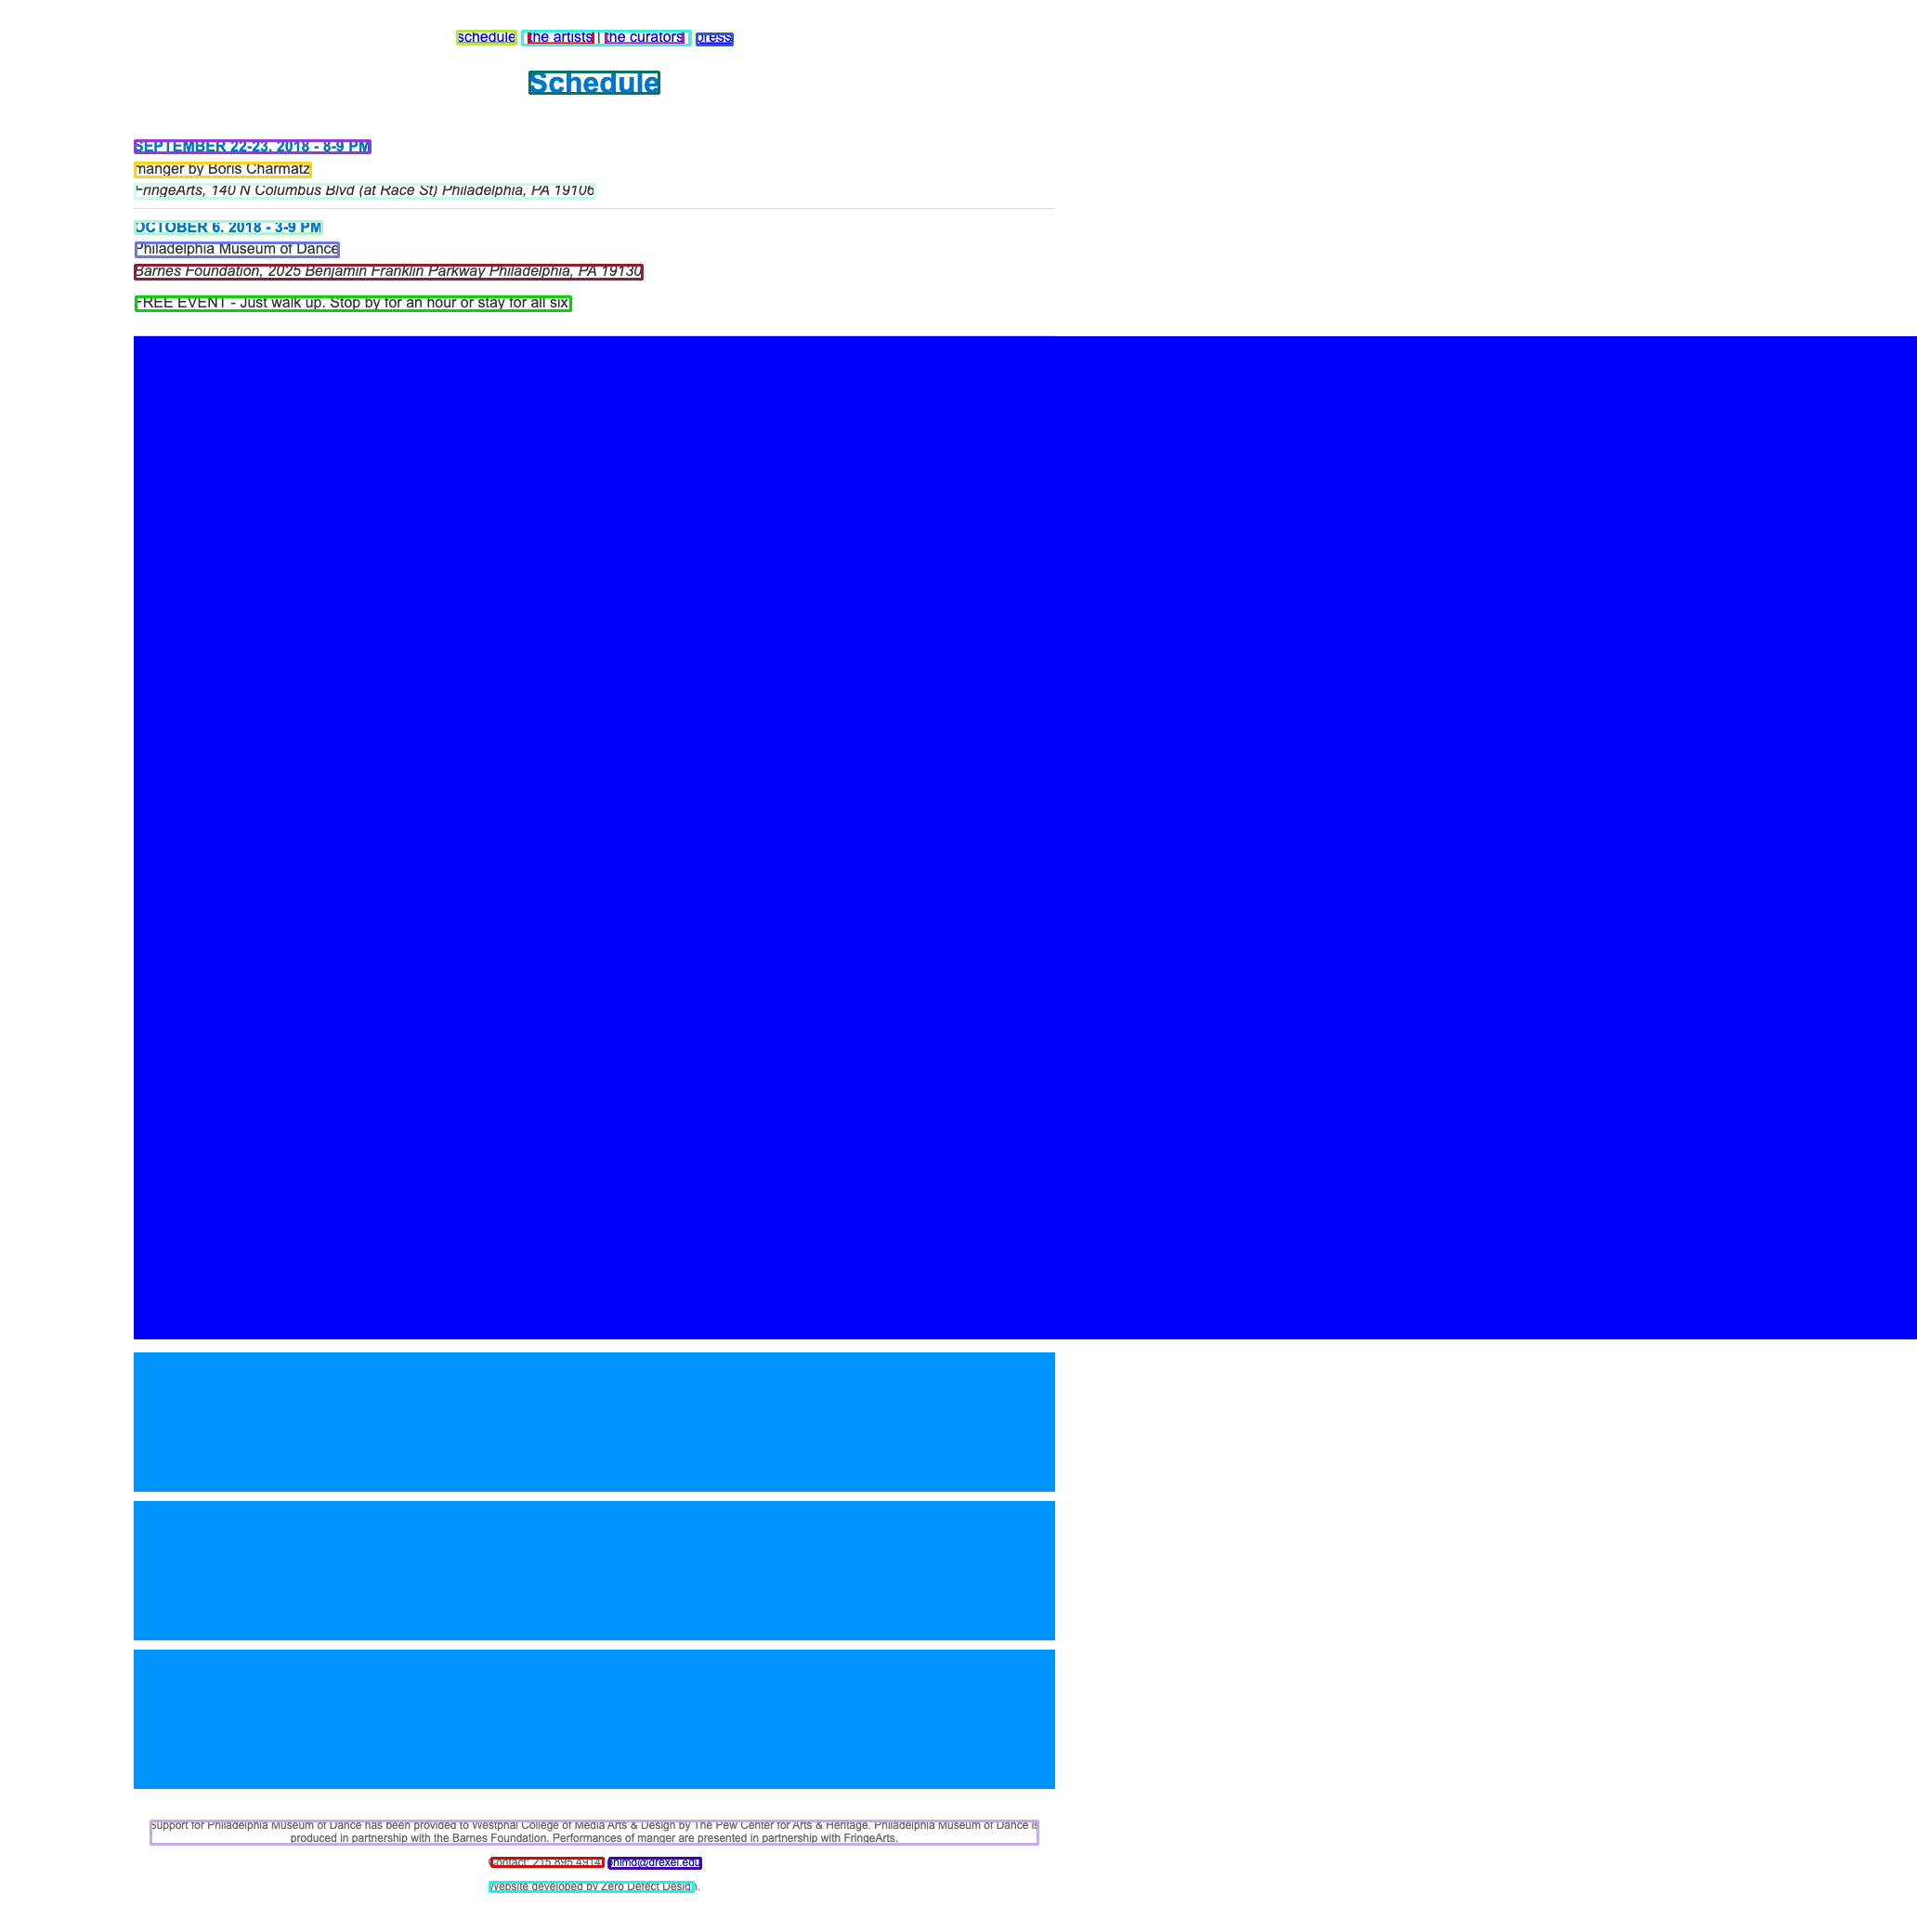 schedule | the artists | the curators | press
Schedule
SEPTEMBER 22-23, 2018 - 8-9 PM
manger by Boris Charmatz
FringeArts, 140 N Columbus Blvd (at Race St) Philadelphia, PA 19106
OCTOBER 6, 2018 - 3-9 PM
Philadelphia Museum of Dance
Barnes Foundation, 2025 Benjamin Franklin Parkway Philadelphia, PA 19130
FREE EVENT - Just walk up. Stop by for an hour or stay for all six!
Support for Philadelphia Museum of Dance has been provided to Westphal College of Media Arts & Design by The Pew Center for Arts & Heritage. Philadelphia Museum of Dance is
produced in partnership with the Barnes Foundation. Performances of manger are presented in partnership with FringeArts.
Contact: 215.895.4914, philmd@drexel.edu
Website developed by Zero Defect Design.